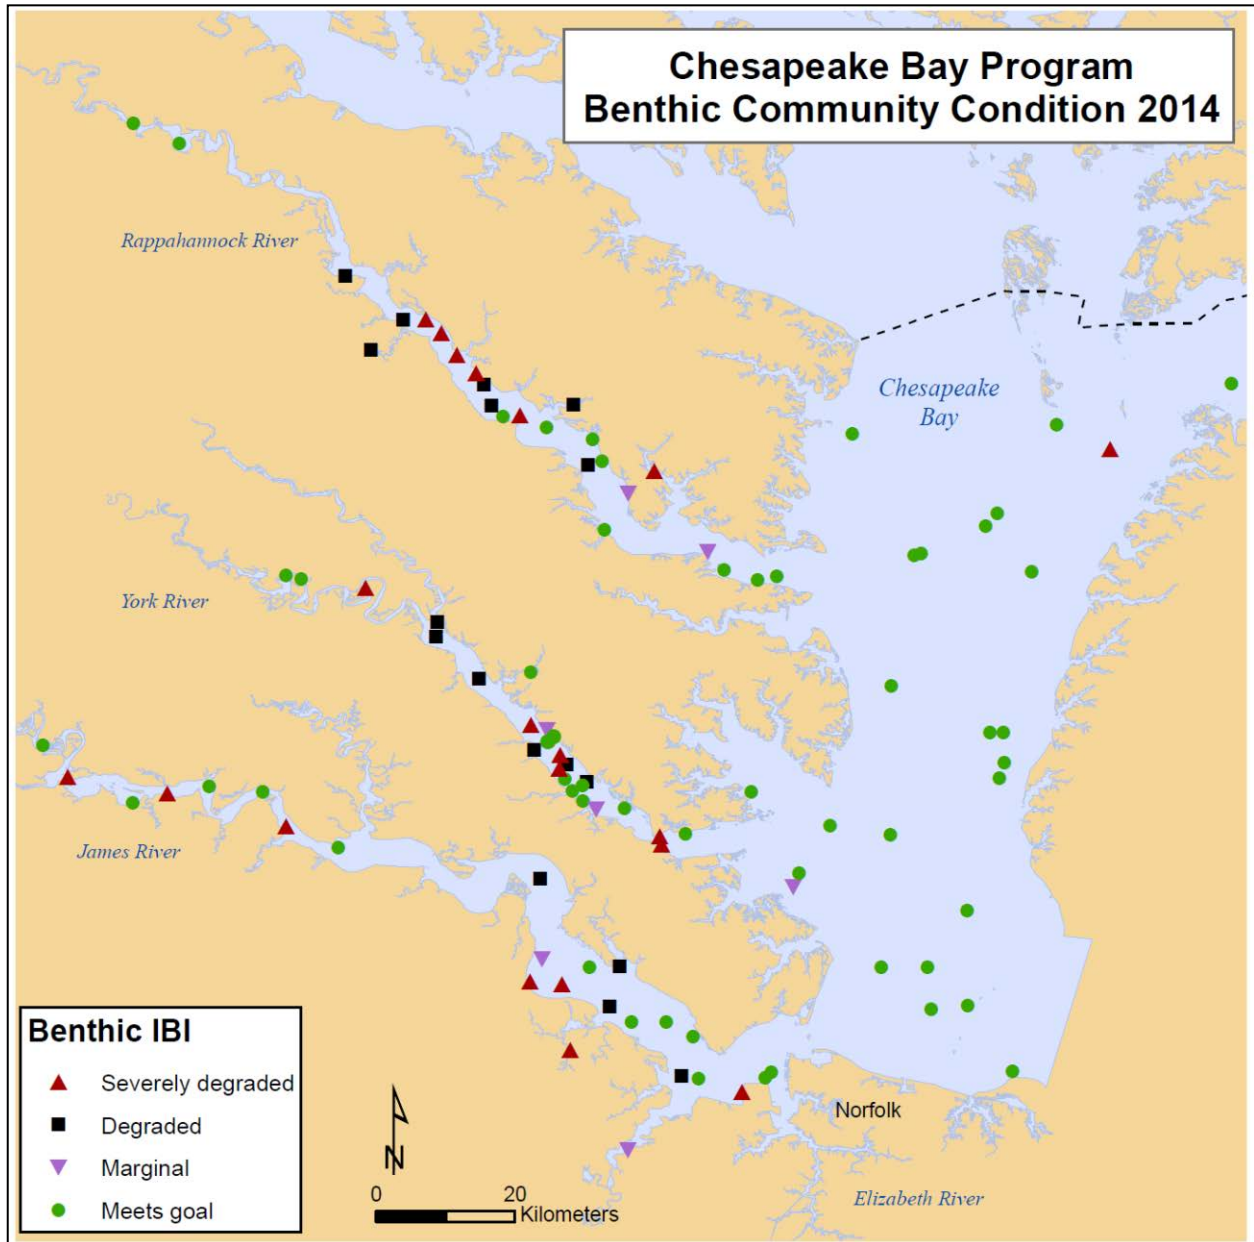 Chesapeake Bay Program
Benthic Community Condition 2014
Rappahannock River
Chesapeake
Bay
York River
James River
Benthic IBI
Severely degraded
Degraded
Marginal
Meets goal
N
0 20
Kilometers
Norfolk
Elizabeth River